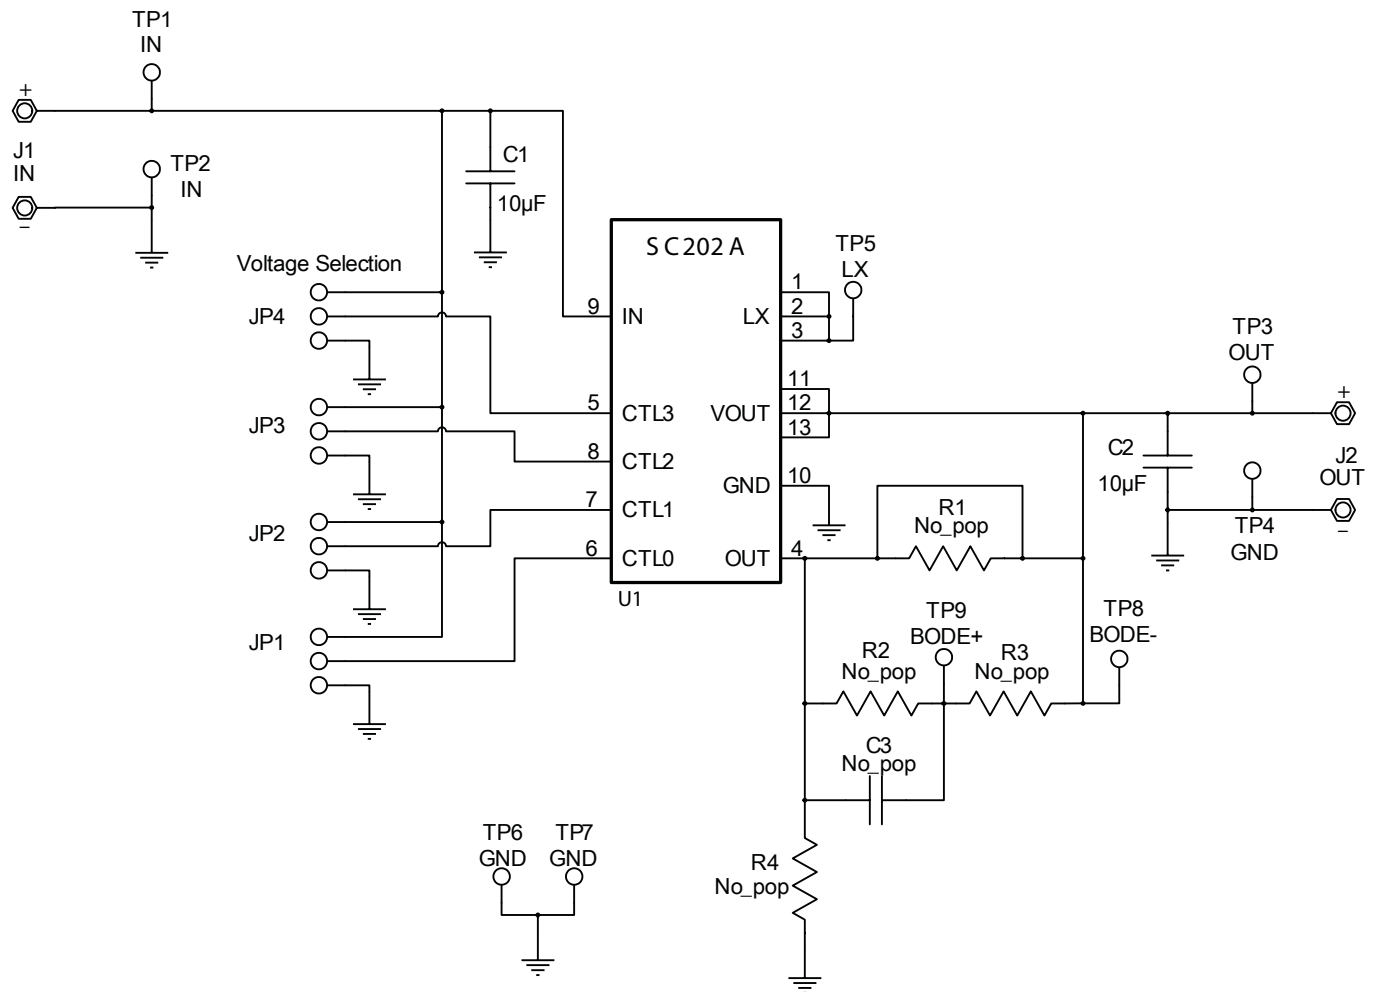 TP1
IN
+
J1
IN
−
TP2
IN
C1
10µF
Voltage Selection
JP4
JP3
JP2
JP1
SC202A
9
IN
5
CTL3
8
CTL2
7
CTL1
6
CTL0
U1
LX
1
2
3
VOUT
11
12
13
GND
10
OUT
4
TP5
LX
TP3
OUT
+
J2
OUT
−
C2
10µF
TP4
GND
R1
No_pop
TP9
BODE+
TP8
BODE-
R2
No_pop
R3
No_pop
C3
No_pop
R4
No_pop
TP6
GND
TP7
GND